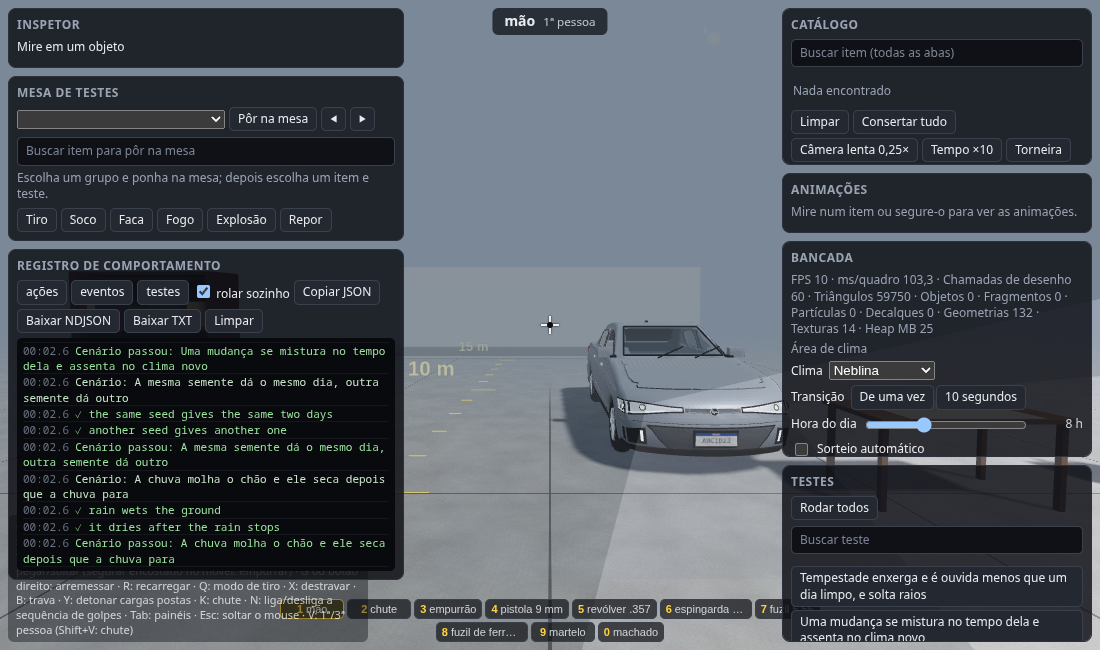 INSPETOR
Mire em um objeto
MESA DE TESTES
Pôr na mesa ◄ ►
Buscar item para pôr na mesa
Escolha um grupo e ponha na mesa; depois escolha um item e
teste.
Tiro Soco Faca Fogo Explosão Repor
REGISTRO DE COMPORTAMENTO
ações eventos testes rolar sozinho Copiar JSON
Baixar NDJSON Baixar TXT Limpar
00:02.6 Cenário passou: Uma mudança se mistura no tempo
dela e assenta no clima novo
00:02.6 Cenário: A mesma semente dá o mesmo dia, outra
semente dá outro
00:02.6 ✓ the same seed gives the same two days
00:02.6 ✓ another seed gives another one
00:02.6 Cenário passou: A mesma semente dá o mesmo dia,
outra semente dá outro
00:02.6 Cenário: A chuva molha o chão e ele seca depois
que a chuva para
00:02.6 ✓ rain wets the ground
00:02.6 ✓ it dries after the rain stops
00:02.6 Cenário passou: A chuva molha o chão e ele seca
depois que a chuva para
direito: arremessar · R: recarregar · Q: modo de tiro · X: destravar ·
B: trava · Y: detonar cargas postas · K: chute · N: liga/desliga a
sequência de golpes · Tab: painéis · Esc: soltar o mouse · V: 1ª/3ª
pessoa (Shift+V: chute)
mão 1ª pessoa
15 m
10 m
1 mão 2 chute 3 empurrão 4 pistola 9 mm 5 revólver .357 6 espingarda … 7
8 fuzil de ferr… 9 martelo 0 machado
CATÁLOGO
Buscar item (todas as abas)
Nada encontrado
Limpar Consertar tudo
Câmera lenta 0,25× Tempo ×10 Torneira
ANIMAÇÕES
Mire num item ou segure-o para ver as animações.
BANCADA
FPS 10 · ms/quadro 103,3 · Chamadas de desenho
60 · Triângulos 59750 · Objetos 0 · Fragmentos 0 ·
Partículas 0 · Decalques 0 · Geometrias 132 ·
Texturas 14 · Heap MB 25
Área de clima
Clima Neblina
Transição De uma vez 10 segundos
Hora do dia 8 h
Sorteio automático
TESTES
Rodar todos
Buscar teste
Tempestade enxerga e é ouvida menos que um
dia limpo, e solta raios
Uma mudança se mistura no tempo dela e
assenta no clima novo